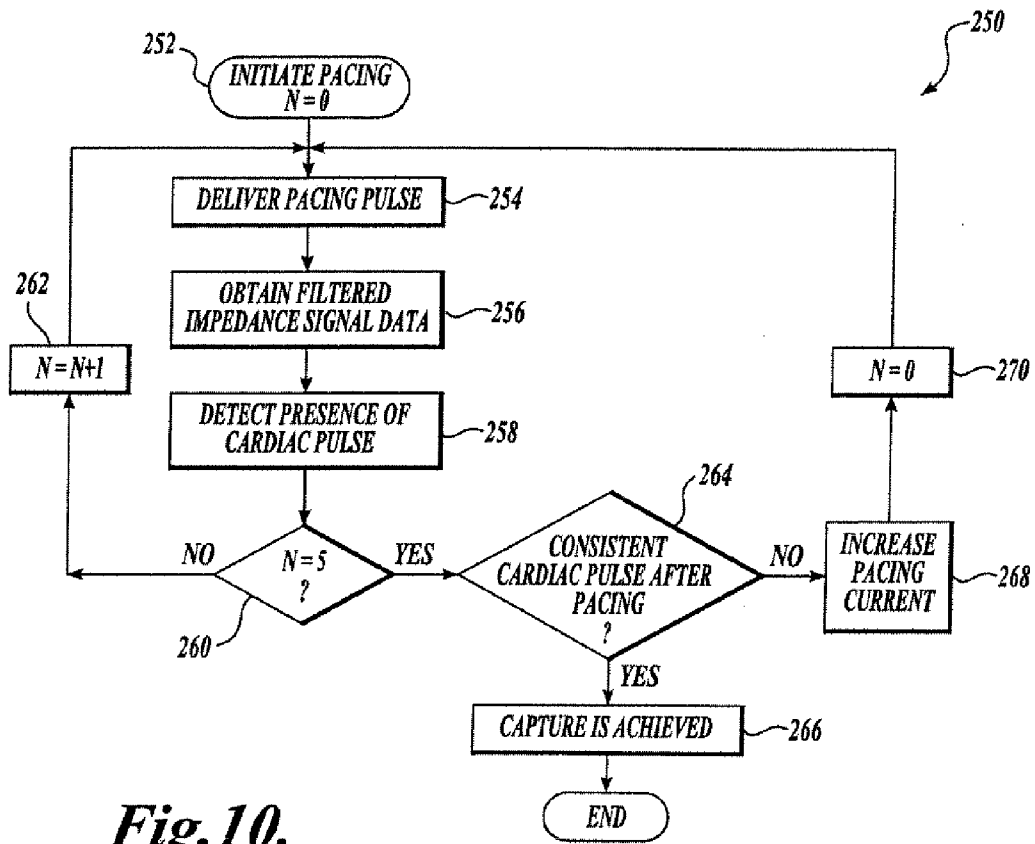 250
252
INITIATE PACING
N = 0
DELIVER PACING PULSE
254
262
OBTAIN FILTERED
IMPEDANCE SIGNAL DATA
256
N = N+1
N = 0
270
DETECT PRESENCE OF
CARDIAC PULSE
258
264
NO
N = 5
?
YES
260
CONSISTENT
CARDIAC PULSE AFTER
PACING
?
NO
INCREASE
PACING
CURRENT
268
YES
CAPTURE IS ACHIEVED
266
END
Fig.10.